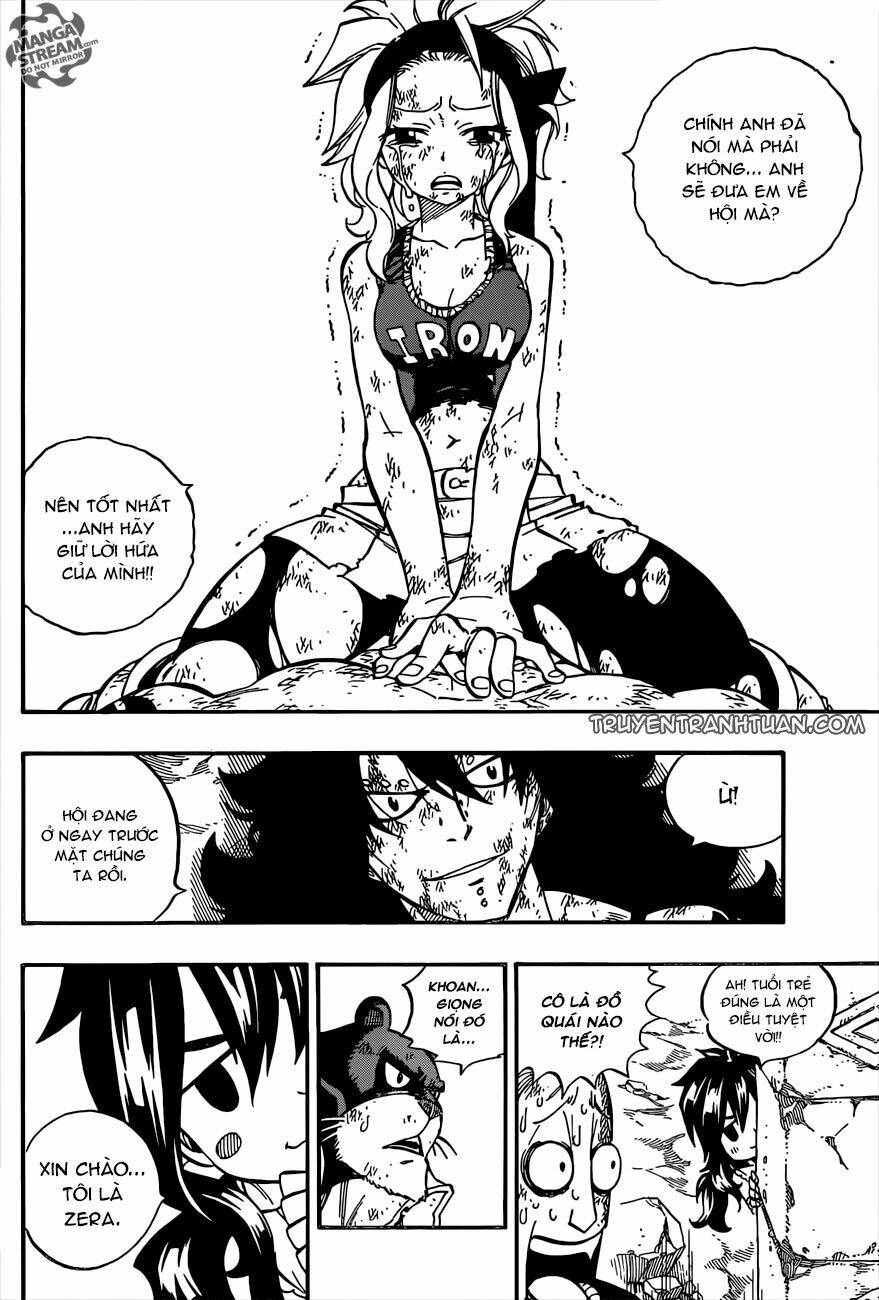 MANGA
STREAM.com
DO NOT MIRROR
CHÍNH ANH ĐÃ
NÓI MÀ PHẢI
KHÔNG... ANH
SẼ ĐƯA EM VỀ
HỘI MÀ?
IRON
NÊN TỐT NHẤT
...ANH HÃY
GIỮ LỜI HỨA
CỦA MÌNH!!
TRUYENTRANHTUAN.COM
Ừ!
HỘI ĐANG
Ở NGAY TRƯỚC
MẶT CHÚNG
TA RỒI.
AH! TUỔI TRẺ
ĐÚNG LÀ MỘT
ĐIỀU TUYỆT
VỜI!!
CÔ LÀ ĐỒ
QUÁI NÀO
THẾ?!
KHOAN...
GIỌNG
NÓI ĐÓ
LÀ...
XIN CHÀO...
TÔI LÀ
ZERA.